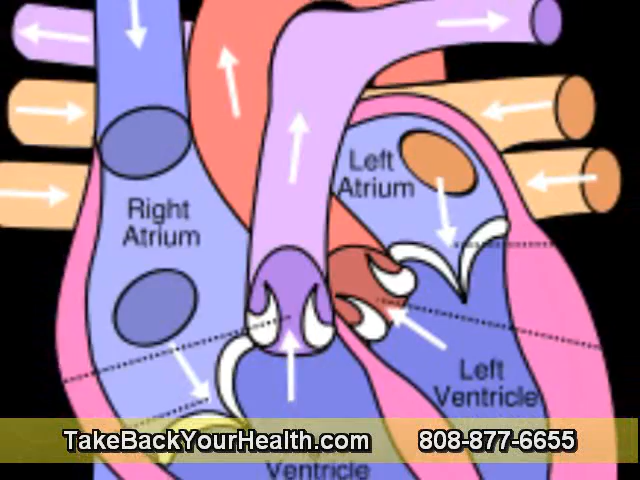 Left
Atrium
Right
Atrium
Left
Ventricle
TakeBackYourHealth.com 808-877-6655
Ventricle